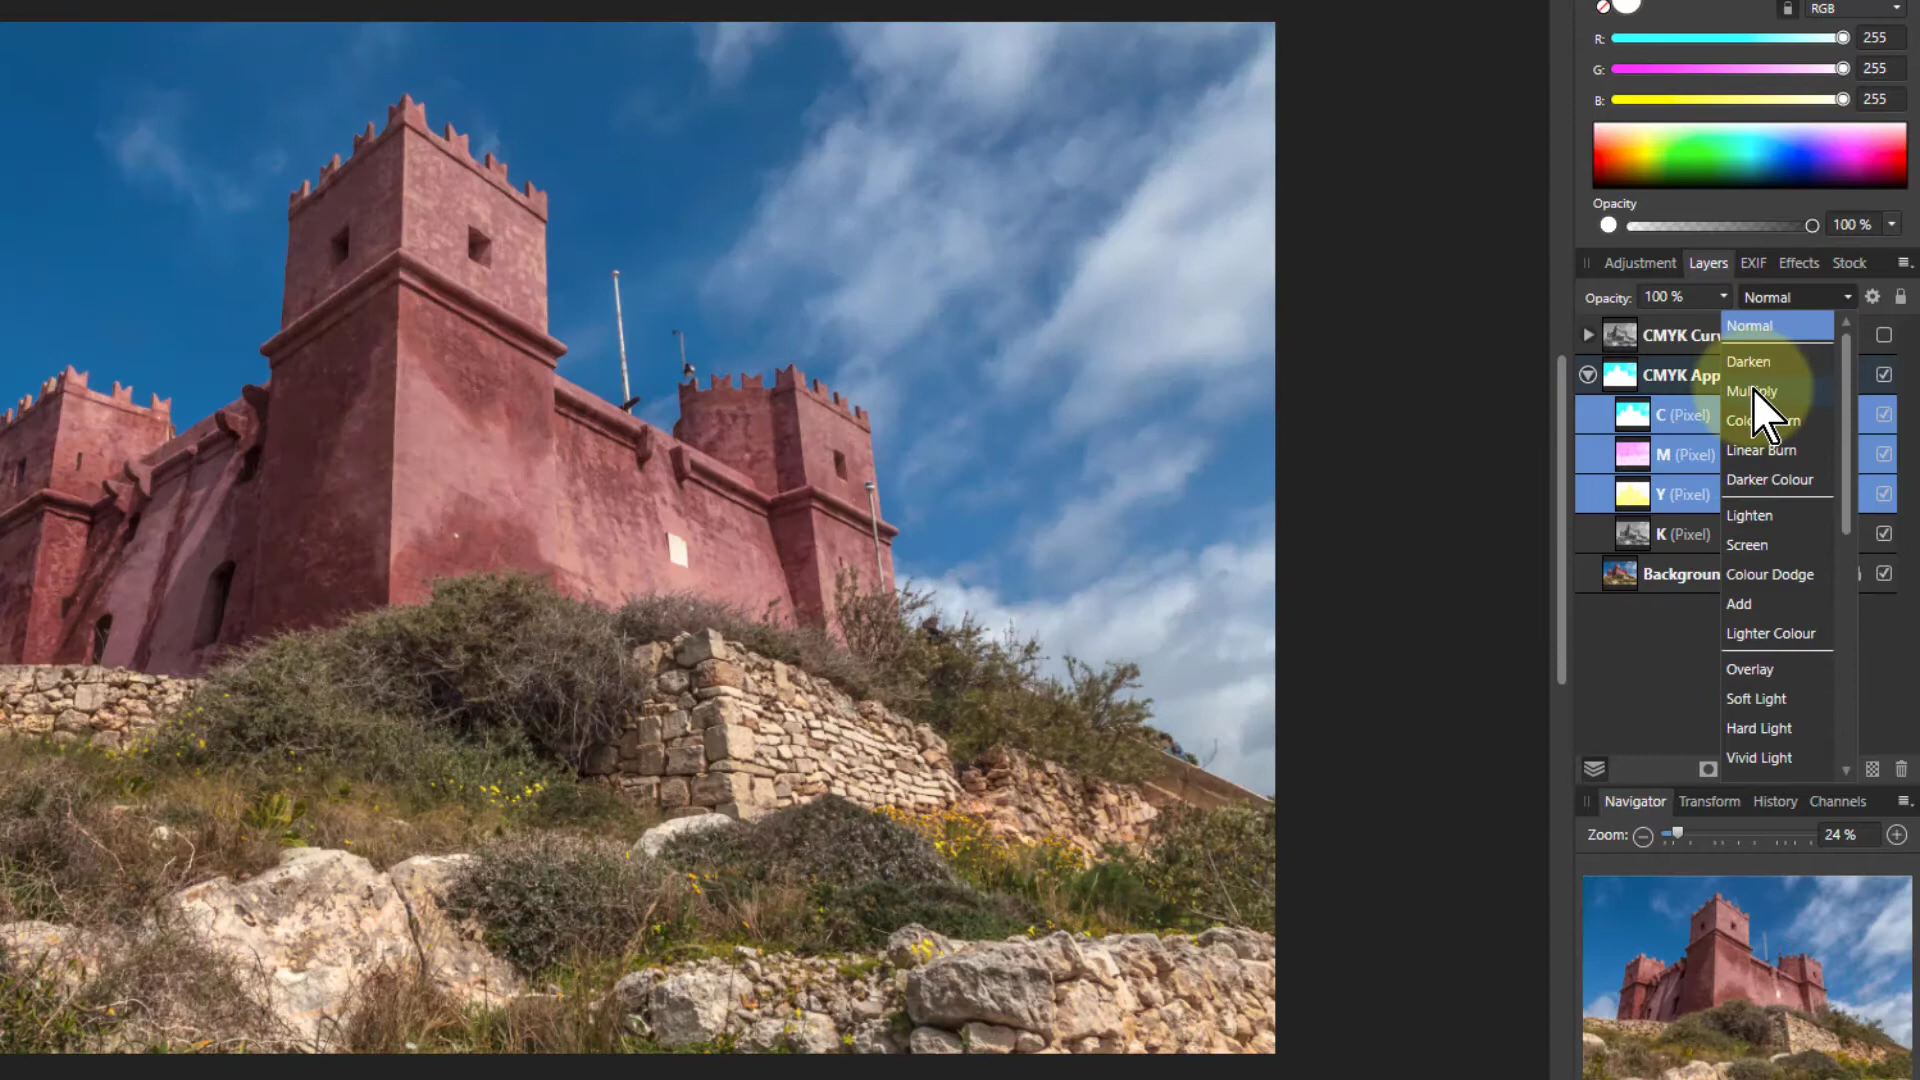 RGB
R: 255
G: 255
B: 255
Opacity
100 %
Adjustment Layers EXIF Effects Stock
Opacity: 100 % Normal
Normal
CMYK Curv
Darken
CMYK App
Multiply
C (Pixel)
Linear Burn
M (Pixel)
Darker Colour
Y (Pixel)
Lighten
K (Pixel)
Screen
Backgroun
Colour Dodge
Add
Lighter Colour
Overlay
Soft Light
Hard Light
Vivid Light
Navigator Transform History Channels
Zoom: 24 %